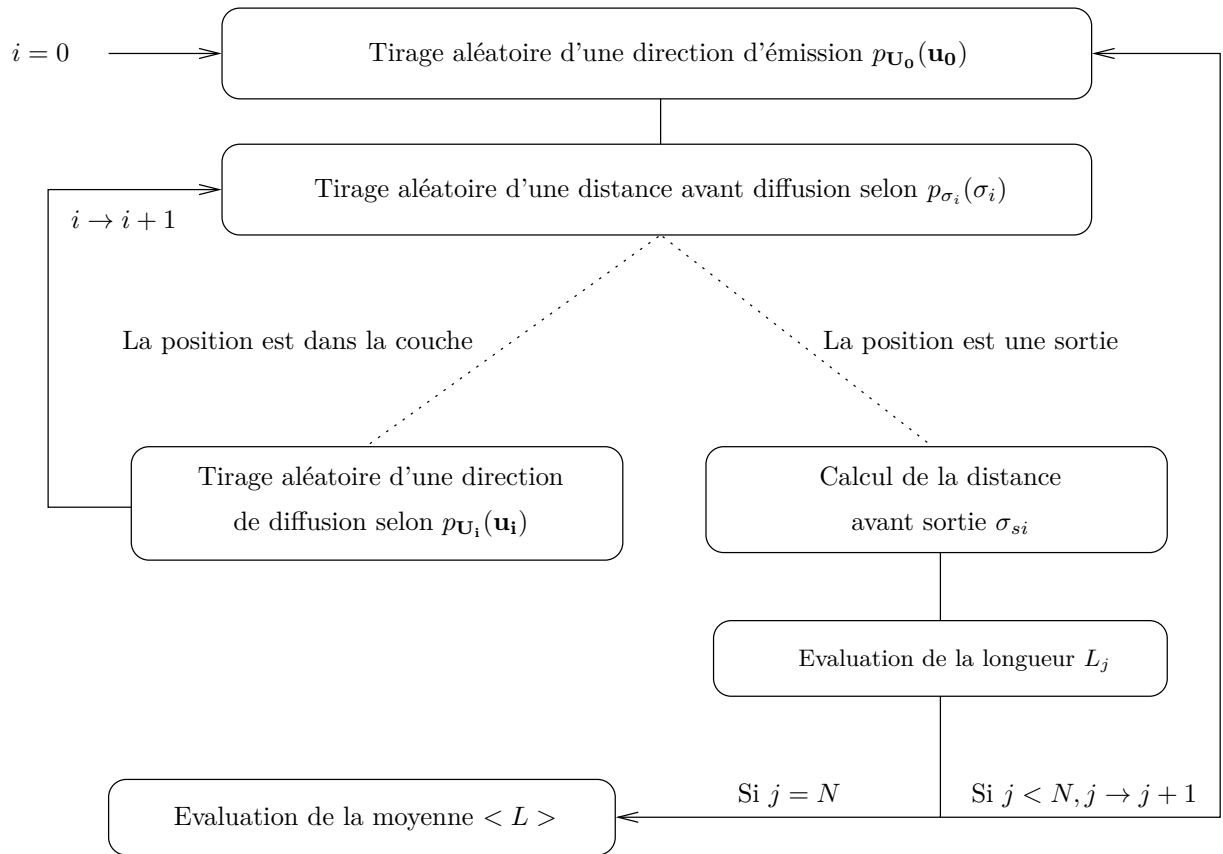 i = 0
Tirage aléatoire d'une direction d'émission p_{U_0}(u_0)
Tirage aléatoire d'une distance avant diffusion selon p_{σ_i}(σ_i)
i → i + 1
La position est dans la couche
La position est une sortie
Tirage aléatoire d'une direction
de diffusion selon p_{U_i}(u_i)
Calcul de la distance
avant sortie σ_{si}
Evaluation de la longueur L_j
Si j = N
Si j < N, j → j + 1
Evaluation de la moyenne < L >